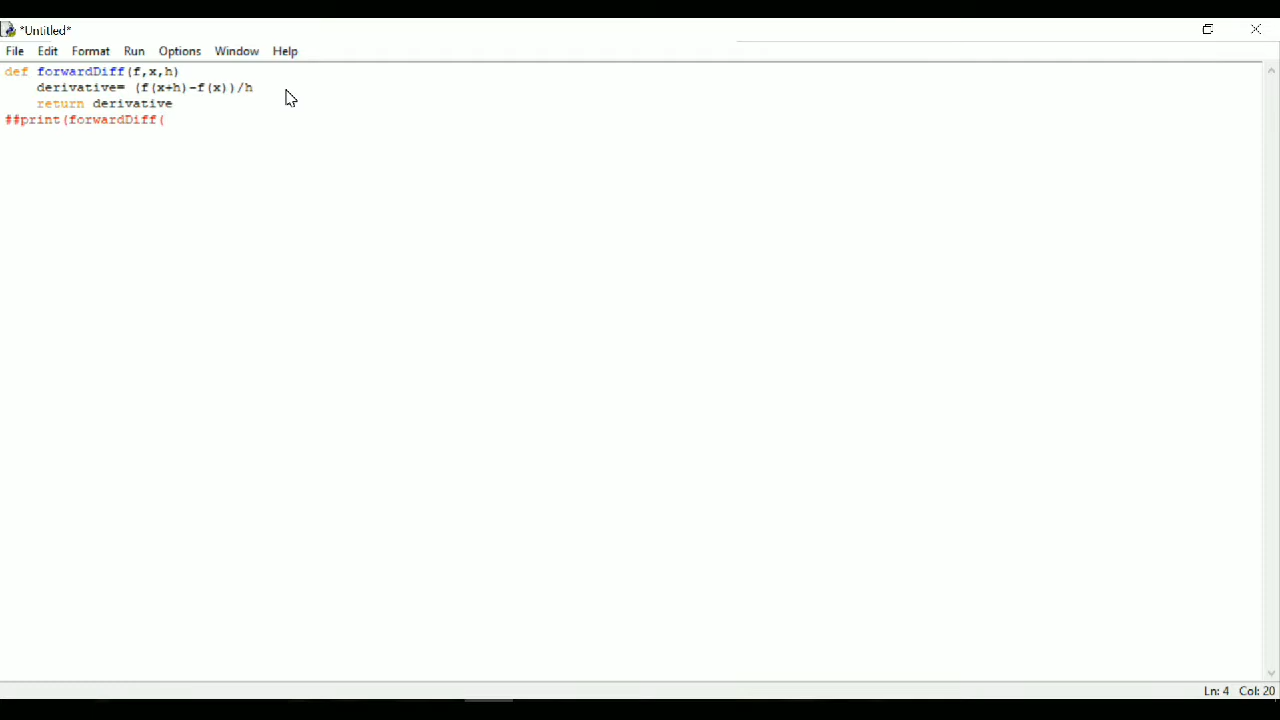 *Untitled*
File Edit Format Run Options Window Help
def forwardDiff(f,x,h)
    derivative= (f(x+h)-f(x))/h
    return derivative
##print(forwardDiff(
Ln: 4 Col: 20